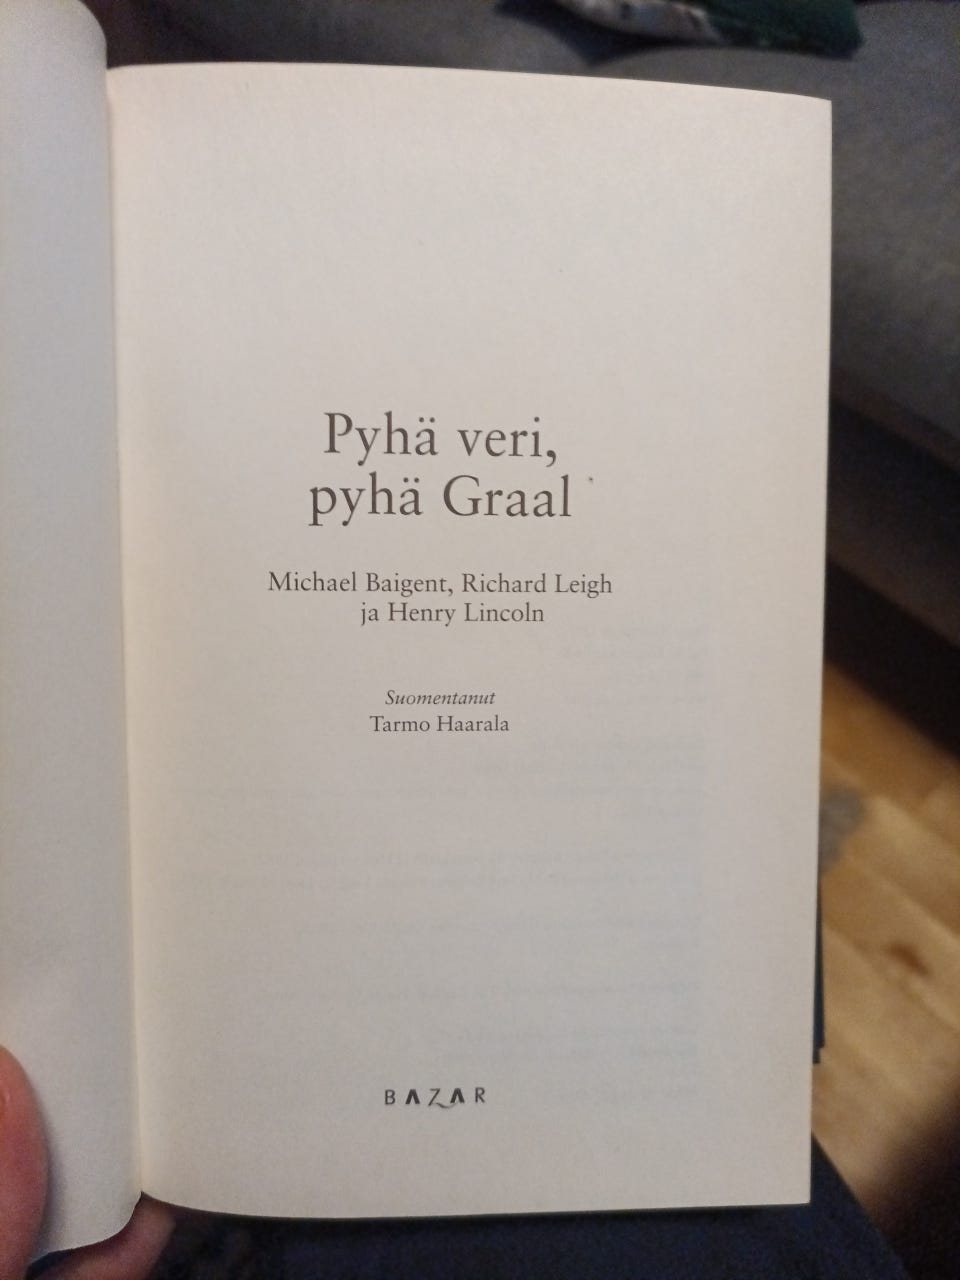 Pyhä veri,
pyhä Graal
Michael Baigent, Richard Leigh
ja Henry Lincoln
Suomentanut
Tarmo Haarala
BAZAR